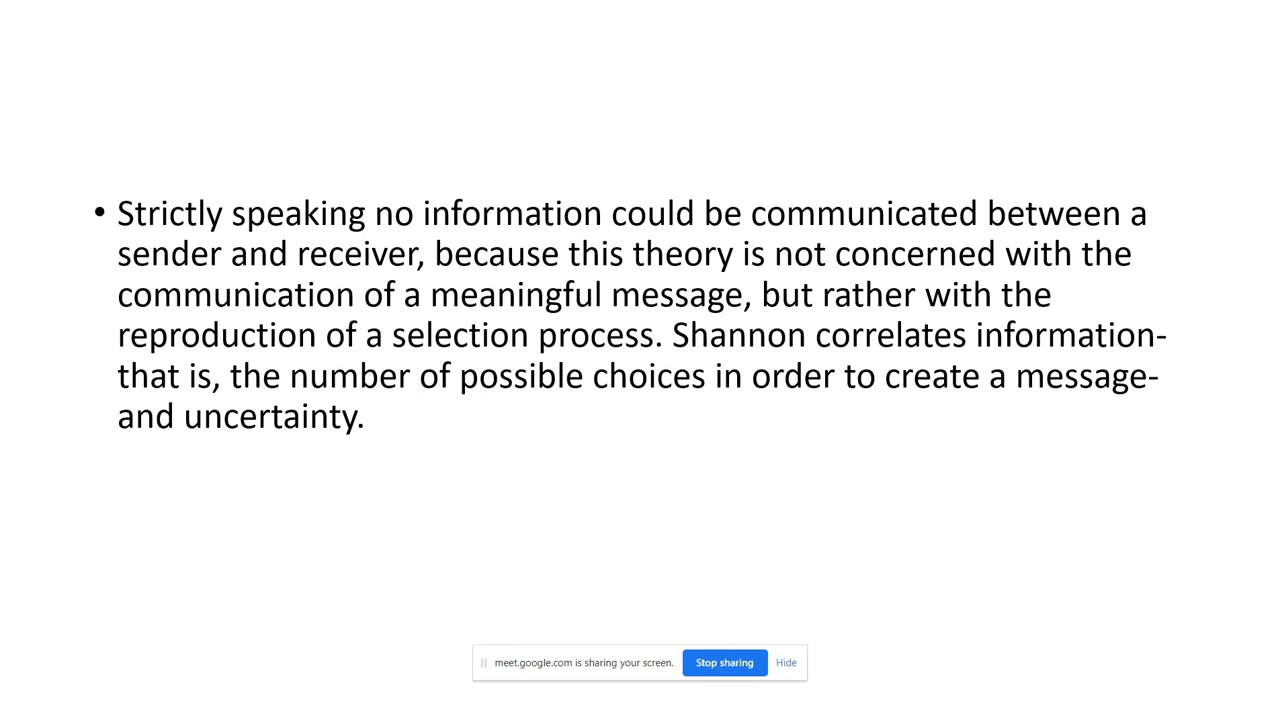 • Strictly speaking no information could be communicated between a
sender and receiver, because this theory is not concerned with the
communication of a meaningful message, but rather with the
reproduction of a selection process. Shannon correlates information-
that is, the number of possible choices in order to create a message-
and uncertainty.
meet.google.com is sharing your screen. Stop sharing Hide